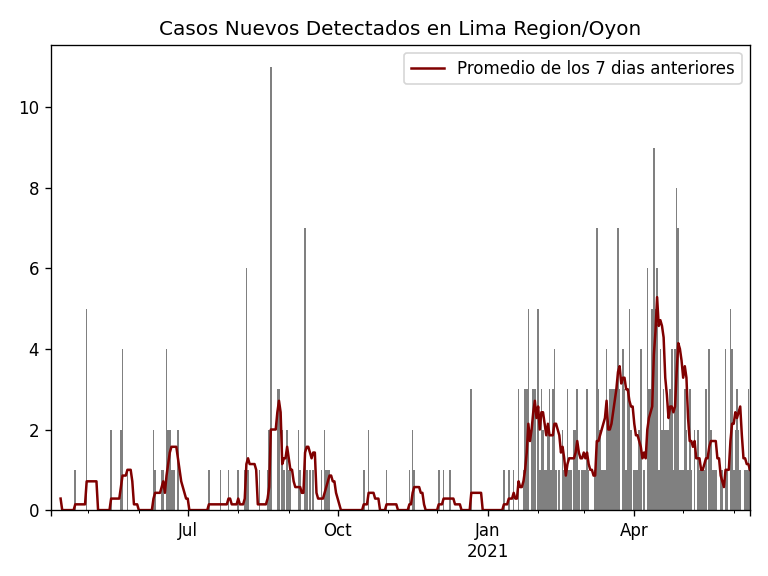 Casos Nuevos Detectados en Lima Region/Oyon
Promedio de los 7 dias anteriores
10
8
6
4
2
0
Jul
Oct
Jan
2021
Apr